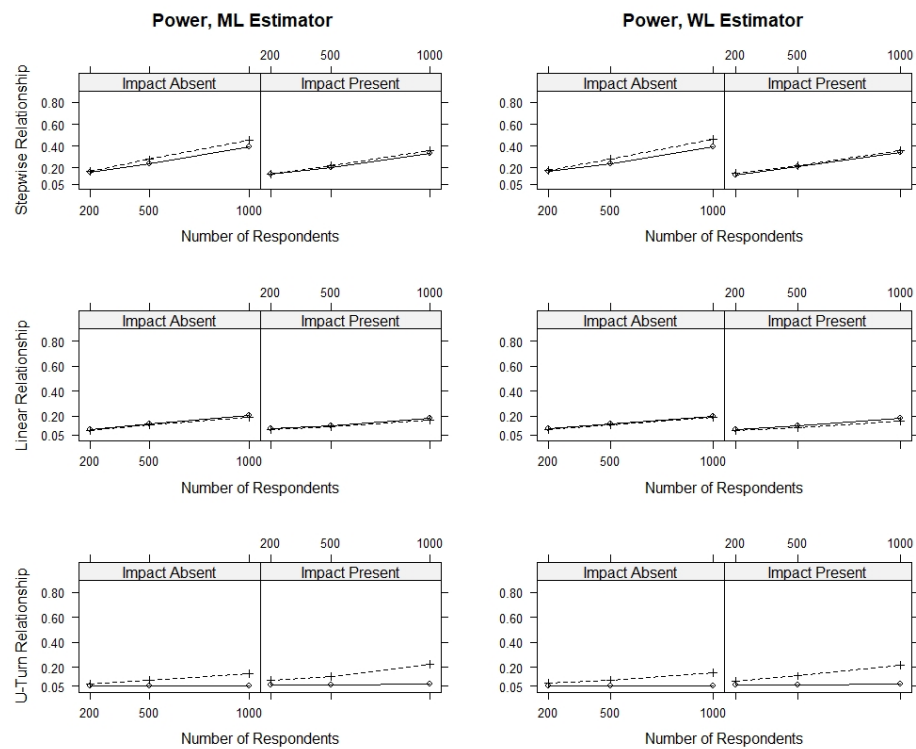 Power, ML Estimator
Power, WL Estimator
200 500 1000
Impact Absent Impact Present
Stepwise Relationship
0.80
0.60
0.40
0.20
0.05
200 500 1000
Number of Respondents
200 500 1000
Impact Absent Impact Present
0.80
0.60
0.40
0.20
0.05
200 500 1000
Number of Respondents
200 500 1000
Impact Absent Impact Present
Linear Relationship
0.80
0.60
0.40
0.20
0.05
200 500 1000
Number of Respondents
200 500 1000
Impact Absent Impact Present
0.80
0.60
0.40
0.20
0.05
200 500 1000
Number of Respondents
200 500 1000
Impact Absent Impact Present
U-Turn Relationship
0.80
0.60
0.40
0.20
0.05
200 500 1000
Number of Respondents
200 500 1000
Impact Absent Impact Present
0.80
0.60
0.40
0.20
0.05
200 500 1000
Number of Respondents